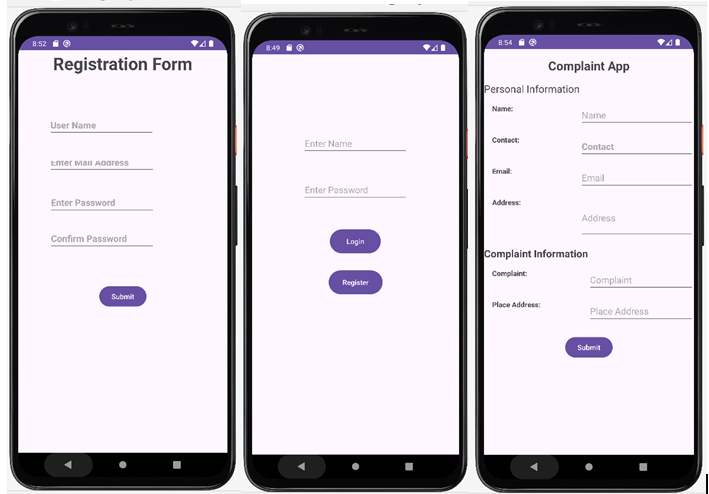 8:52
Registration Form
User Name
Enter Mail Address
Enter Password
Confirm Password
Submit
8:49
Enter Name
Enter Password
Login
Register
8:54
Complaint App
Personal Information
Name:
Name
Contact:
Contact
Email:
Email
Address:
Address
Complaint Information
Complaint:
Complaint
Place Address:
Place Address
Submit